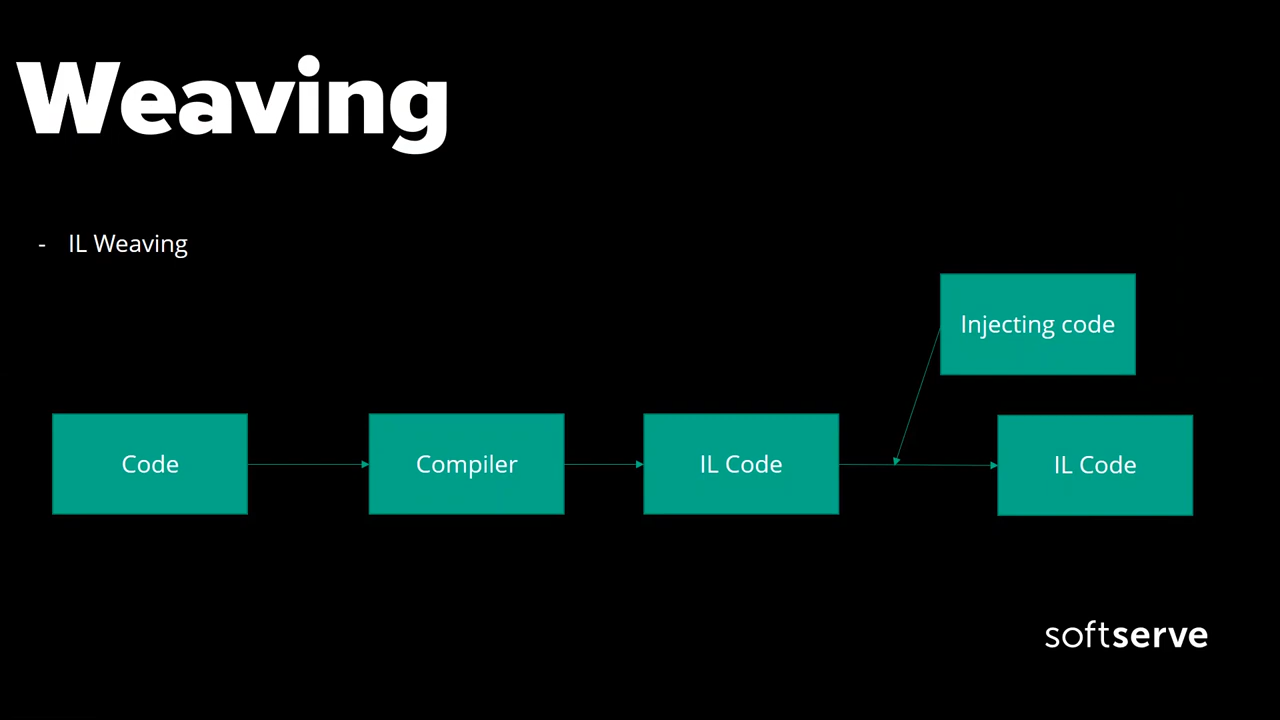 Weaving
- IL Weaving
Injecting code
Code
Compiler
IL Code
IL Code
softserve